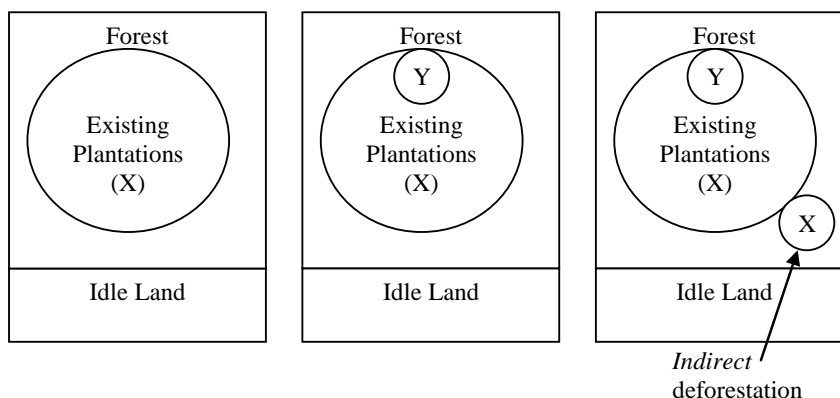 Forest
Existing
Plantations
(X)
Idle Land
Forest
Y
Existing
Plantations
(X)
Idle Land
Forest
Y
Existing
Plantations
(X)
X
Idle Land
Indirect
deforestation